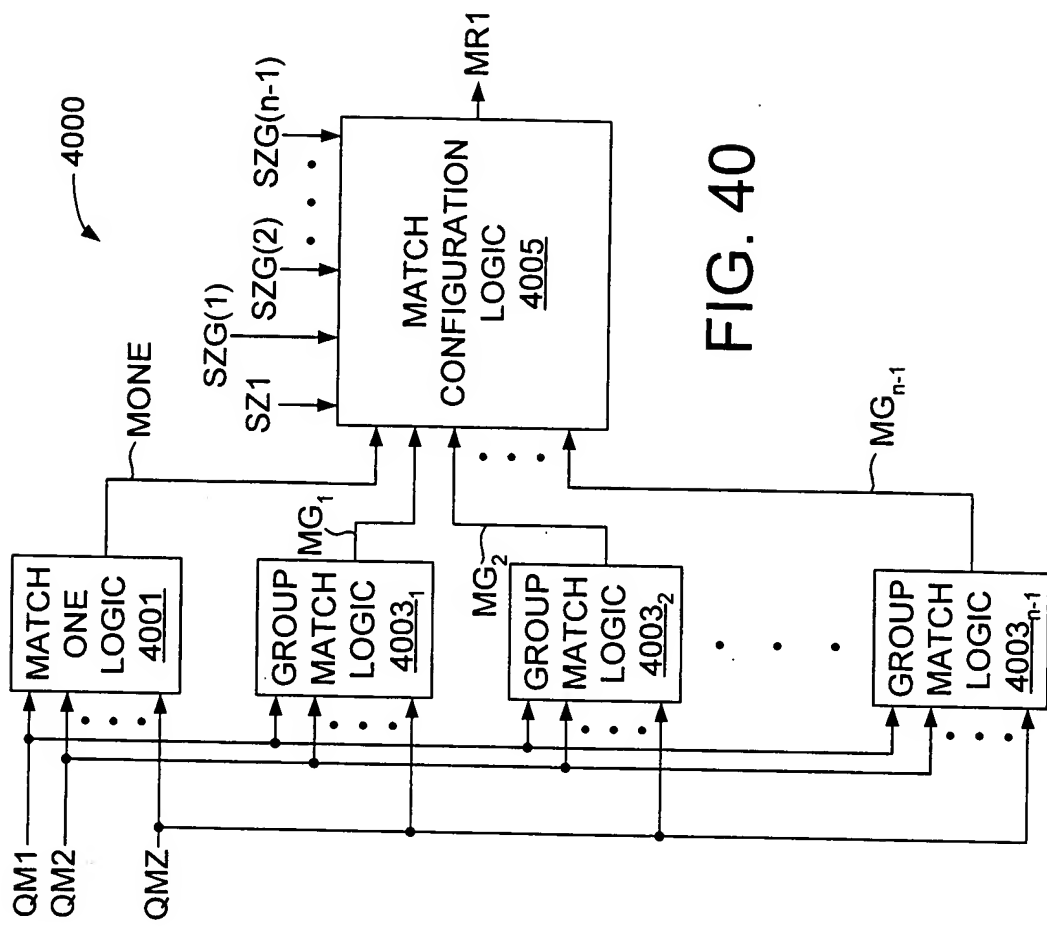 4000
QM1
QM2
QMZ
MATCH
ONE
LOGIC
4001
MONE
GROUP
MATCH
LOGIC
4003₁
MG₁
GROUP
MATCH
LOGIC
4003₂
MG₂
GROUP
MATCH
LOGIC
4003ₙ₋₁
MGₙ₋₁
SZ1
SZG(1)
SZG(2)
SZG(n-1)
MATCH
CONFIGURATION
LOGIC
4005
MR1
FIG. 40